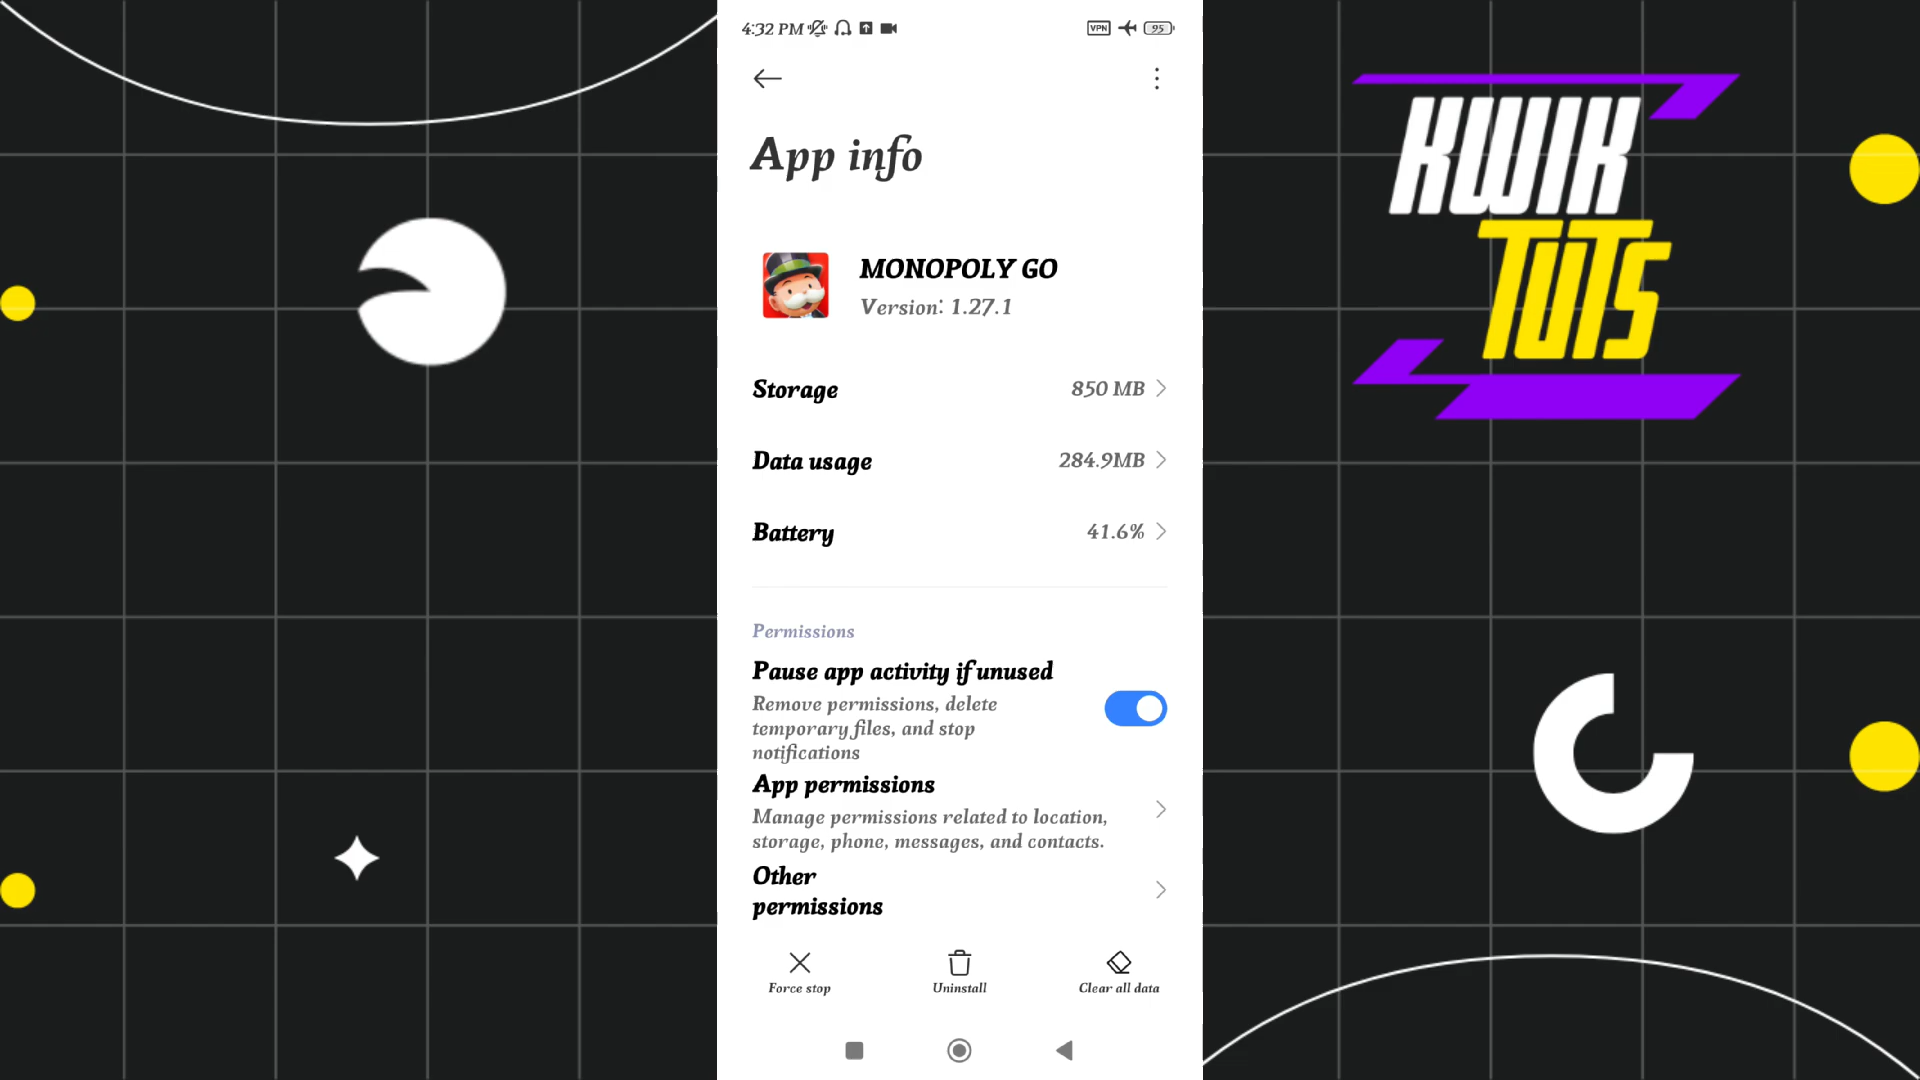 4:32 PM
VPN
95
App info
MONOPOLY GO
Version: 1.27.1
Storage
850 MB
Data usage
284.9MB
Battery
41.6%
Permissions
Pause app activity if unused
Remove permissions, delete
temporary files, and stop
notifications
App permissions
Manage permissions related to location,
storage, phone, messages, and contacts.
Other
permissions
Force stop
Uninstall
Clear all data
KWIK
TUTS